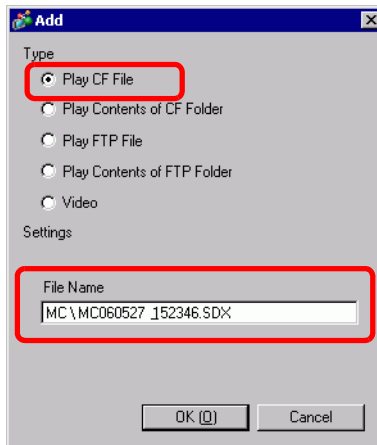 Add
Type
Play CF File
Play Contents of CF Folder
Play FTP File
Play Contents of FTP Folder
Video
Settings
File Name
MC\MC060527_152346.SDX
OK (O) Cancel